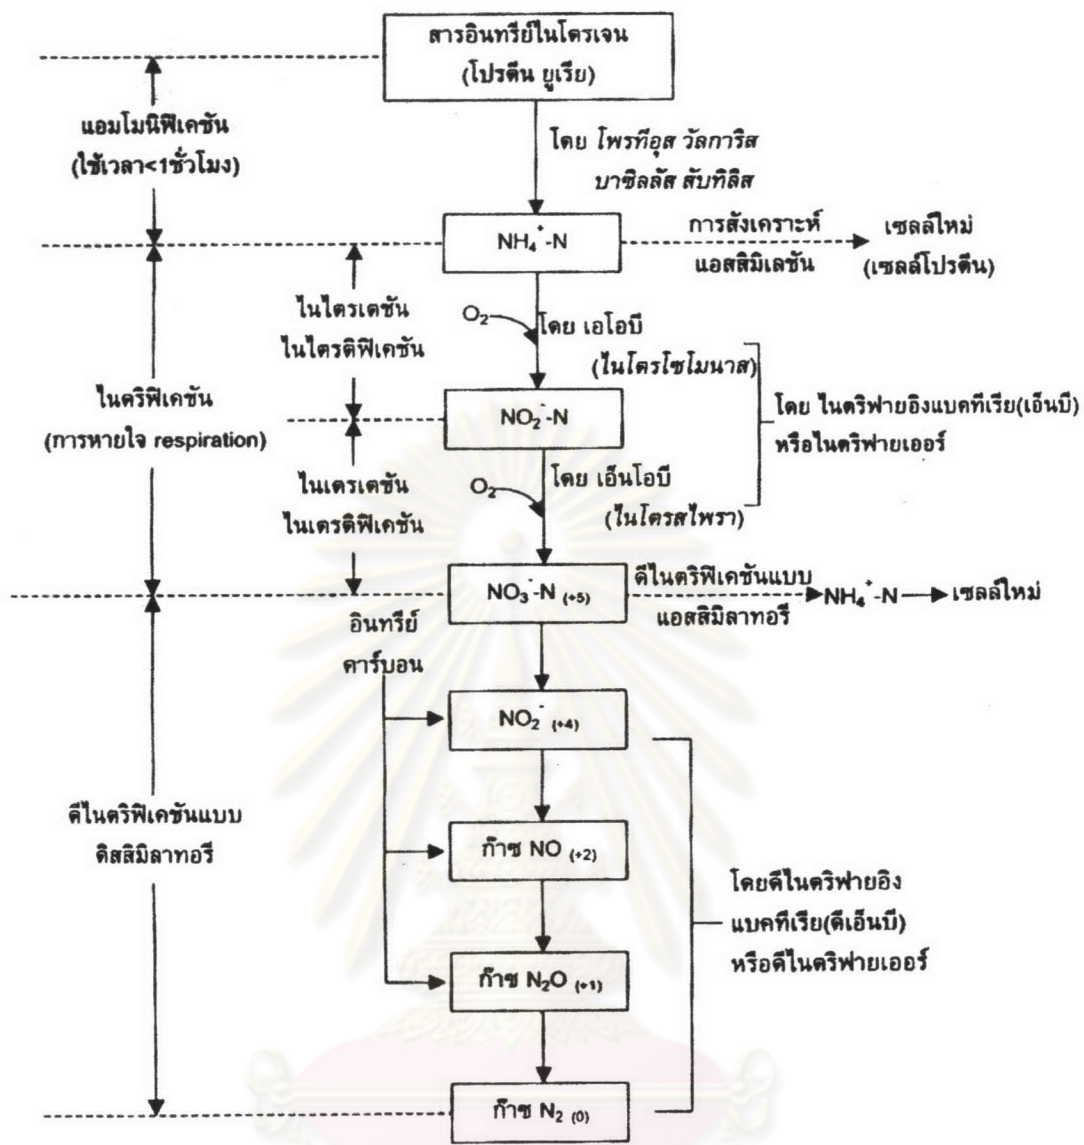 สารอินทรีย์ไนโตรเจน
(โปรตีน ยูเรีย)
แอมโมนิฟิเคชัน
(ใช้เวลา<1ชั่วโมง)
โดย โพรทีอุส วัลการิส
บาซิลลัส สับทิลิส
NH₄⁺-N
การสังเคราะห์
แอสสิมิเลชัน
เซลล์ใหม่
(เซลล์โปรตีน)
ไนไตรเตชัน
ไนไตรติฟิเคชัน
O₂
โดย เอโอบี
(ไนโตรโซโมนาส)
ไนตริฟิเคชัน
(การหายใจ respiration)
NO₂⁻-N
โดย ไนตริฟายอิงแบคทีเรีย(เอ็นบี)
หรือไนตริฟายเออร์
ไนเตรเตชัน
ไนเตรติฟิเคชัน
O₂
โดย เอ็นโอบี
(ไนโตรสไพรา)
NO₃⁻-N (+5)
ดีไนตริฟิเคชันแบบ
แอสสิมิลาทอรี
NH₄⁺-N
เซลล์ใหม่
อินทรีย์
คาร์บอน
NO₂⁻ (+4)
ดีไนตริฟิเคชันแบบ
ดิสสิมิลาทอรี
ก๊าซ NO (+2)
โดยดีไนตริฟายอิง
แบคทีเรีย(ดีเอ็นบี)
หรือดีไนตริฟายเออร์
ก๊าซ N₂O (+1)
ก๊าซ N₂ (0)